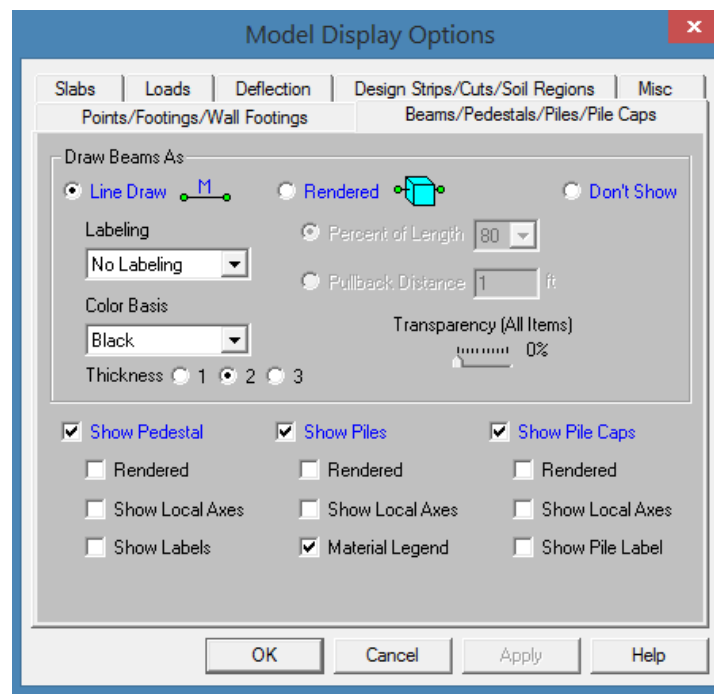 Model Display Options
x
Slabs Loads Deflection Design Strips/Cuts/Soil Regions Misc
Points/Footings/Wall Footings Beams/Pedestals/Piles/Pile Caps
Draw Beams As
Line Draw M Rendered Don't Show
Labeling Percent of Length 80
No Labeling
Pullback Distance 1 ft
Color Basis
Transparency (All Items)
Black
0%
Thickness 1 2 3
Show Pedestal Show Piles Show Pile Caps
Rendered Rendered Rendered
Show Local Axes Show Local Axes Show Local Axes
Show Labels Material Legend Show Pile Label
OK Cancel Apply Help